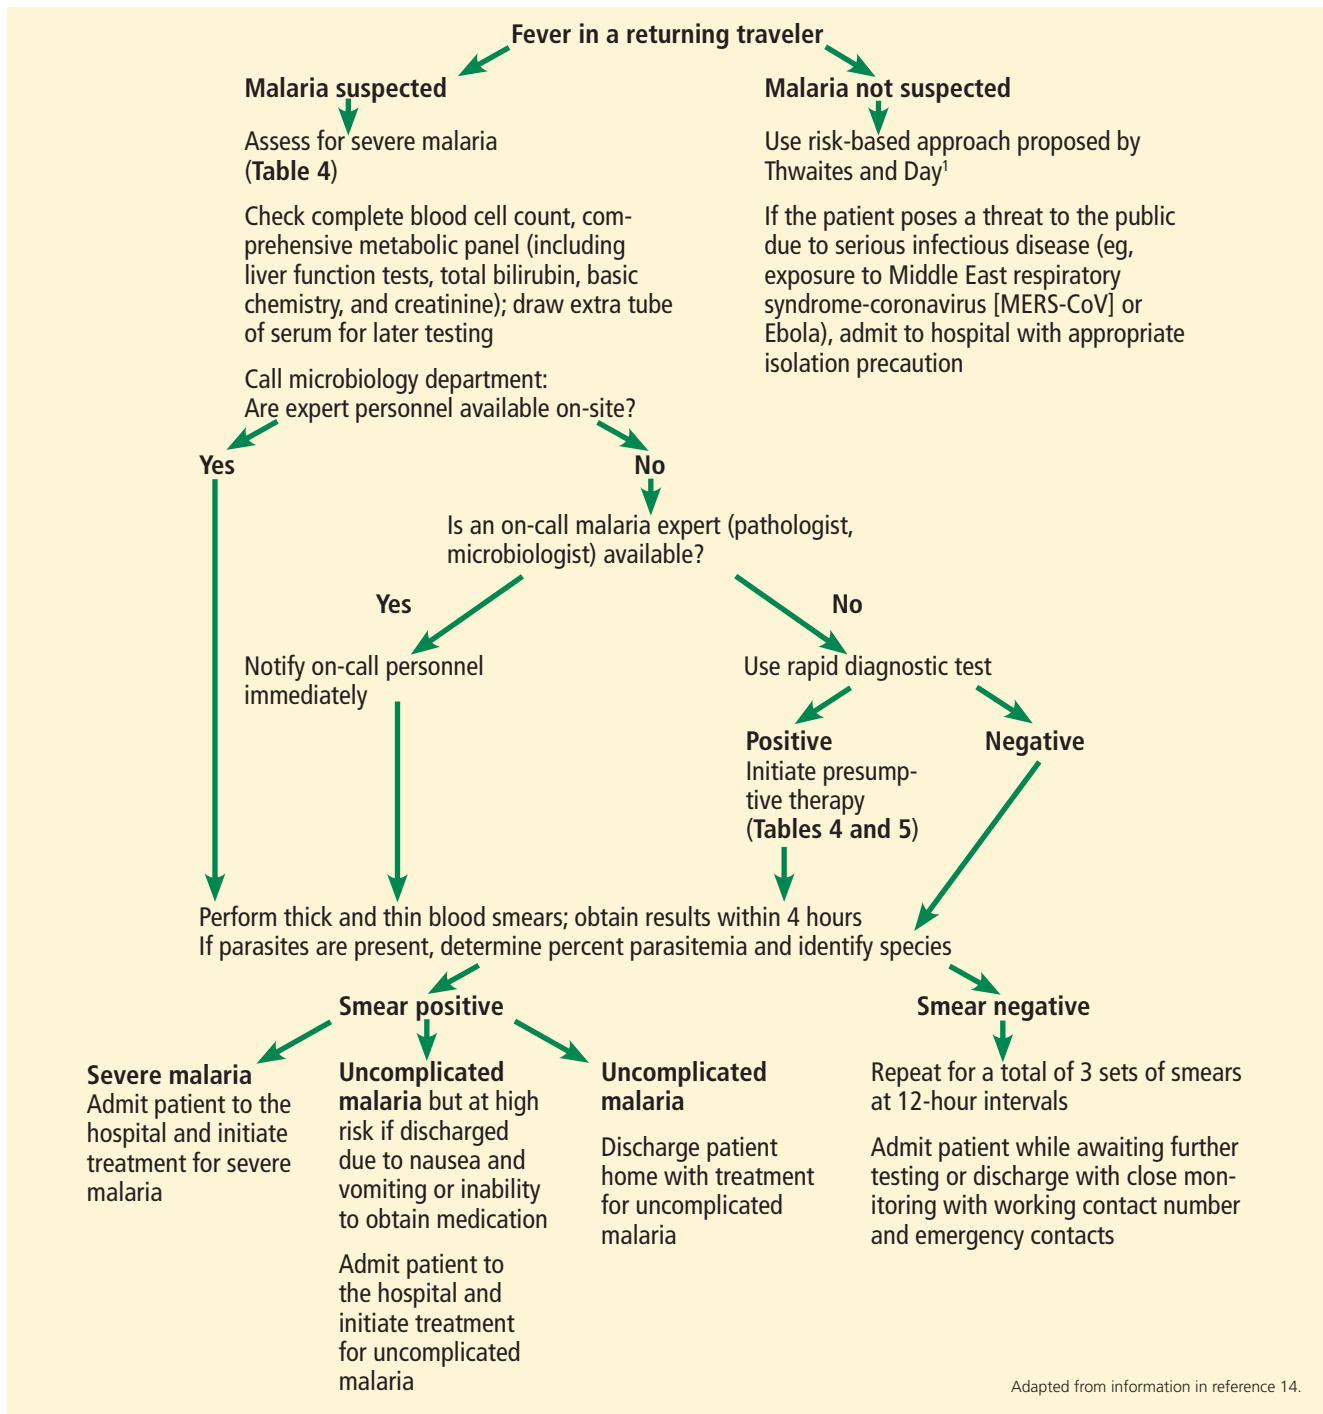 Fever in a returning traveler
Malaria suspected
Assess for severe malaria
(Table 4)
Check complete blood cell count, com-
prehensive metabolic panel (including
liver function tests, total bilirubin, basic
chemistry, and creatinine); draw extra tube
of serum for later testing
Call microbiology department:
Are expert personnel available on-site?
Malaria not suspected
Use risk-based approach proposed by
Thwaites and Day1
If the patient poses a threat to the public
due to serious infectious disease (eg,
exposure to Middle East respiratory
syndrome-coronavirus [MERS-CoV] or
Ebola), admit to hospital with appropriate
isolation precaution
Yes
No
Is an on-call malaria expert (pathologist,
microbiologist) available?
Yes
No
Notify on-call personnel
immediately
Use rapid diagnostic test
Positive
Initiate presump-
tive therapy
(Tables 4 and 5)
Negative
Perform thick and thin blood smears; obtain results within 4 hours
If parasites are present, determine percent parasitemia and identify species
Smear positive
Smear negative
Severe malaria
Admit patient to the
hospital and initiate
treatment for severe
malaria
Uncomplicated
malaria but at high
risk if discharged
due to nausea and
vomiting or inability
to obtain medication
Admit patient to
the hospital and
initiate treatment
for uncomplicated
malaria
Uncomplicated
malaria
Discharge patient
home with treatment
for uncomplicated
malaria
Repeat for a total of 3 sets of smears
at 12-hour intervals
Admit patient while awaiting further
testing or discharge with close mon-
itoring with working contact number
and emergency contacts
Adapted from information in reference 14.